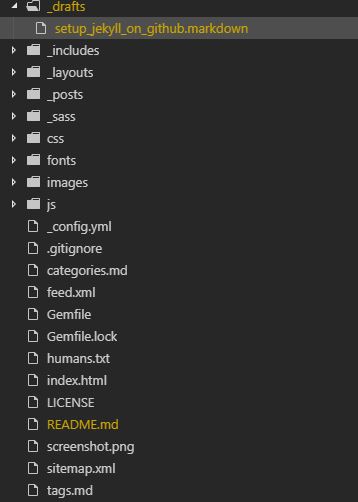 _drafts
setup_jekyll_on_github.markdown
_includes
_layouts
_posts
_sass
css
fonts
images
js
_config.yml
.gitignore
categories.md
feed.xml
Gemfile
Gemfile.lock
humans.txt
index.html
LICENSE
README.md
screenshot.png
sitemap.xml
tags.md